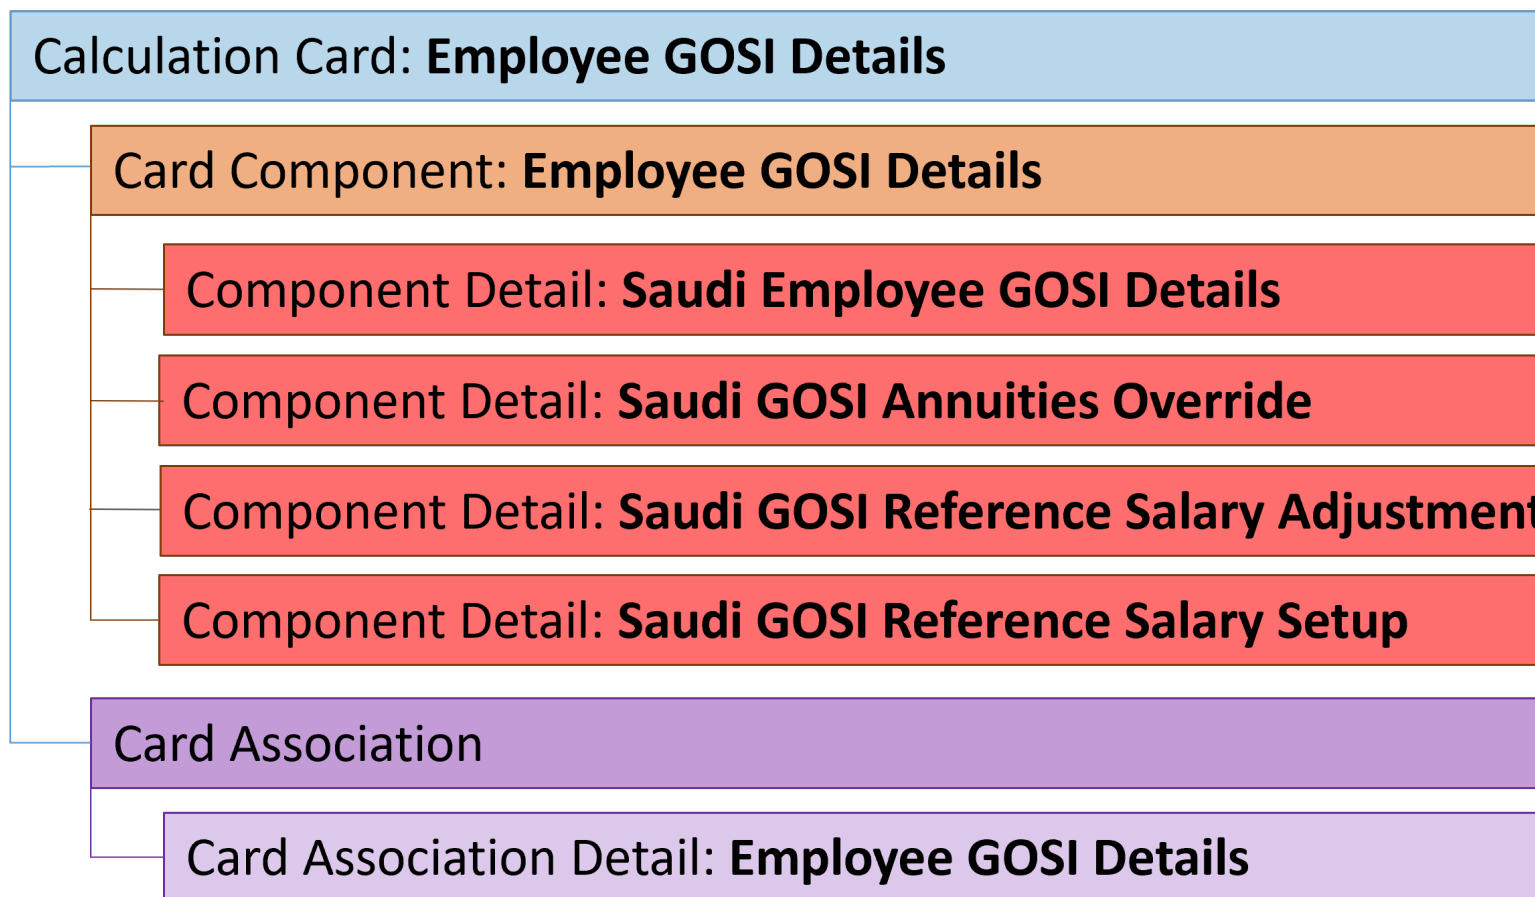 Calculation Card: Employee GOSI Details
Card Component: Employee GOSI Details
Component Detail: Saudi Employee GOSI Details
Component Detail: Saudi GOSI Annuities Override
Component Detail: Saudi GOSI Reference Salary Adjustment
Component Detail: Saudi GOSI Reference Salary Setup
Card Association
Card Association Detail: Employee GOSI Details